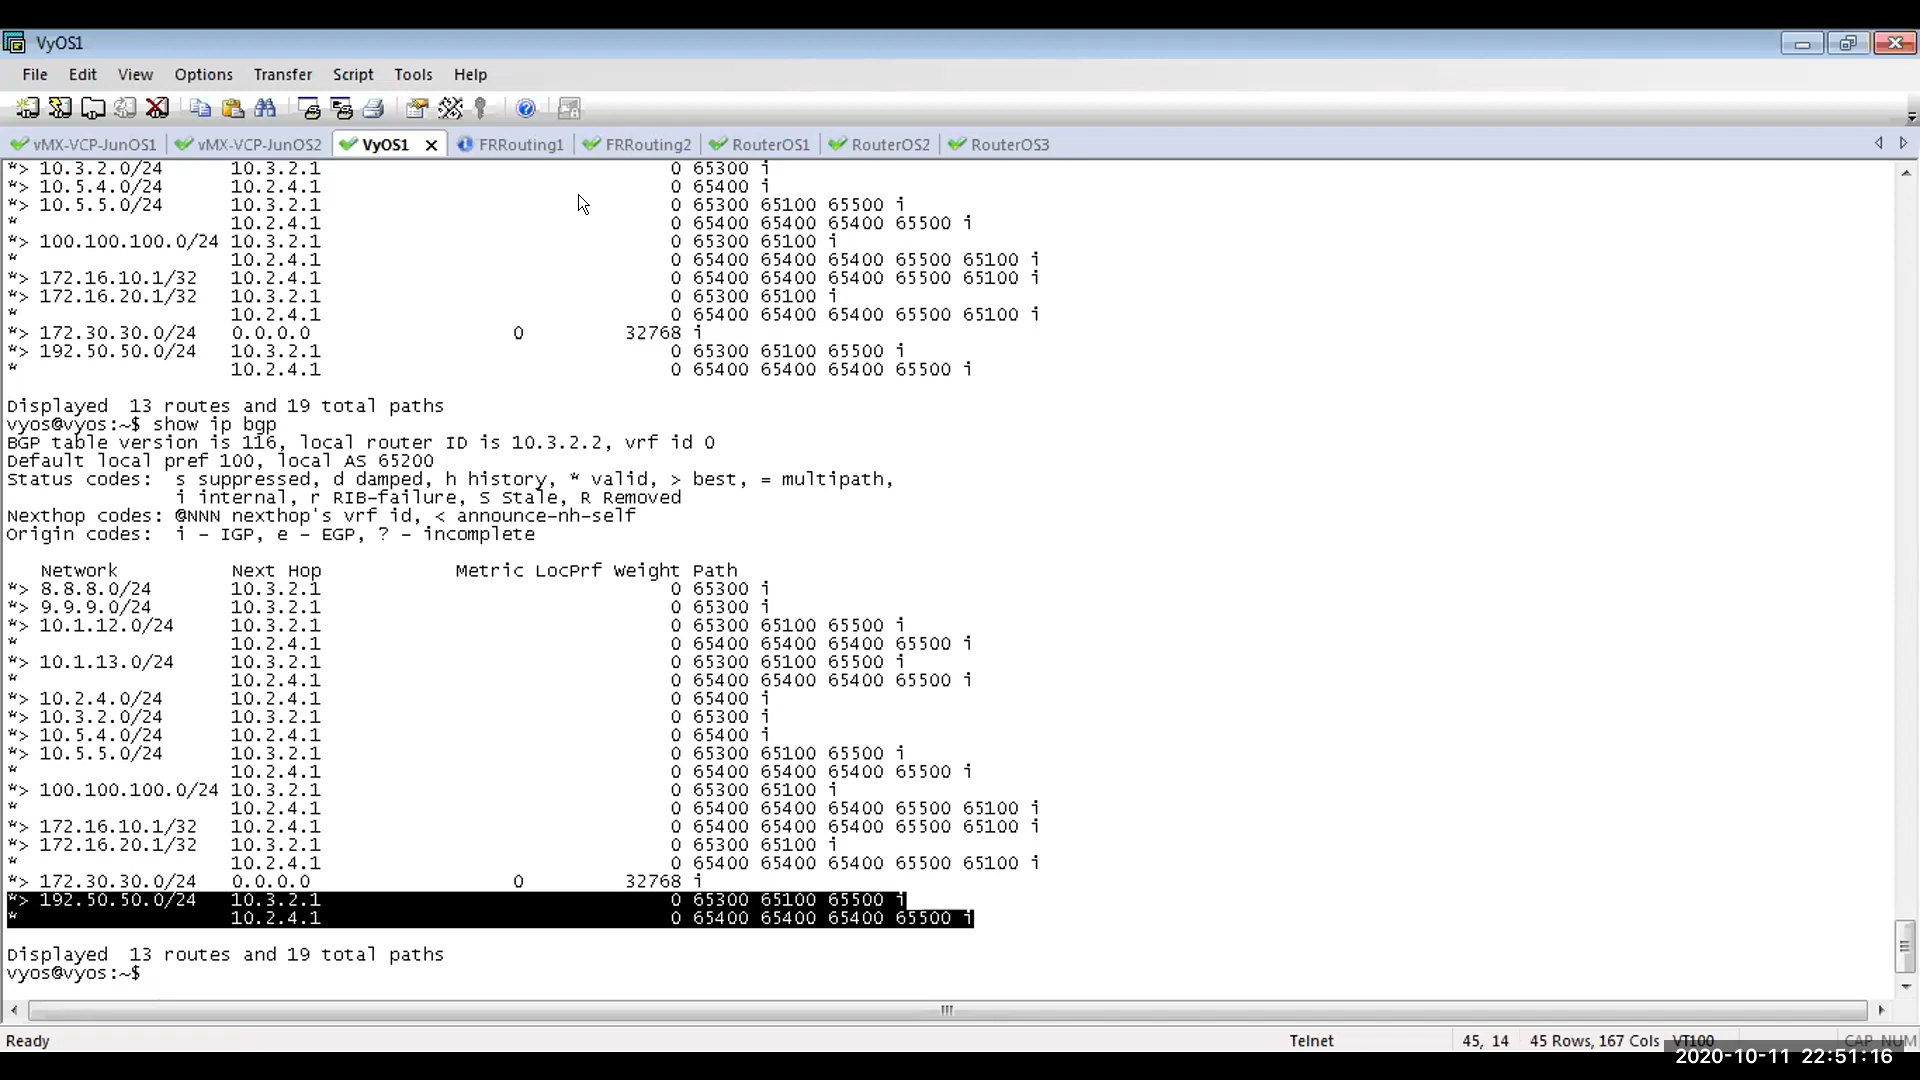 VyOS1
File Edit View Options Transfer Script Tools Help
vMX-VCP-JunOS1 vMX-VCP-JunOS2 VyOS1 FRRouting1 FRRouting2 RouterOS1 RouterOS2 RouterOS3
*> 10.3.2.0/24 10.3.2.1 0 65300 i
*> 10.5.4.0/24 10.2.4.1 0 65400 i
*> 10.5.5.0/24 10.3.2.1 0 65300 65100 65500 i
* 10.2.4.1 0 65400 65400 65400 65500 i
*> 100.100.100.0/24 10.3.2.1 0 65300 65100 i
* 10.2.4.1 0 65400 65400 65400 65500 65100 i
*> 172.16.10.1/32 10.2.4.1 0 65400 65400 65400 65500 65100 i
*> 172.16.20.1/32 10.3.2.1 0 65300 65100 i
* 10.2.4.1 0 65400 65400 65400 65500 65100 i
*> 172.30.30.0/24 0.0.0.0 0 32768 i
*> 192.50.50.0/24 10.3.2.1 0 65300 65100 65500 i
* 10.2.4.1 0 65400 65400 65400 65500 i
Displayed 13 routes and 19 total paths
vyos@vyos:~$ show ip bgp
BGP table version is 116, local router ID is 10.3.2.2, vrf id 0
Default local pref 100, local AS 65200
Status codes: s suppressed, d damped, h history, * valid, > best, = multipath,
i internal, r RIB-failure, S Stale, R Removed
Nexthop codes: @NNN nexthop's vrf id, < announce-nh-self
Origin codes: i - IGP, e - EGP, ? - incomplete
Network Next Hop Metric LocPrf Weight Path
*> 8.8.8.0/24 10.3.2.1 0 65300 i
*> 9.9.9.0/24 10.3.2.1 0 65300 i
*> 10.1.12.0/24 10.3.2.1 0 65300 65100 65500 i
* 10.2.4.1 0 65400 65400 65400 65500 i
*> 10.1.13.0/24 10.3.2.1 0 65300 65100 65500 i
* 10.2.4.1 0 65400 65400 65400 65500 i
*> 10.2.4.0/24 10.2.4.1 0 65400 i
*> 10.3.2.0/24 10.3.2.1 0 65300 i
*> 10.5.4.0/24 10.2.4.1 0 65400 i
*> 10.5.5.0/24 10.3.2.1 0 65300 65100 65500 i
* 10.2.4.1 0 65400 65400 65400 65500 i
*> 100.100.100.0/24 10.3.2.1 0 65300 65100 i
* 10.2.4.1 0 65400 65400 65400 65500 65100 i
*> 172.16.10.1/32 10.2.4.1 0 65400 65400 65400 65500 65100 i
*> 172.16.20.1/32 10.3.2.1 0 65300 65100 i
* 10.2.4.1 0 65400 65400 65400 65500 65100 i
*> 172.30.30.0/24 0.0.0.0 0 32768 i
*> 192.50.50.0/24 10.3.2.1 0 65300 65100 65500 i
* 10.2.4.1 0 65400 65400 65400 65500 i
Displayed 13 routes and 19 total paths
vyos@vyos:~$
Ready Telnet 45, 14 45 Rows, 167 Cols VT100 CAP NUM
2020-10-11 22:51:16